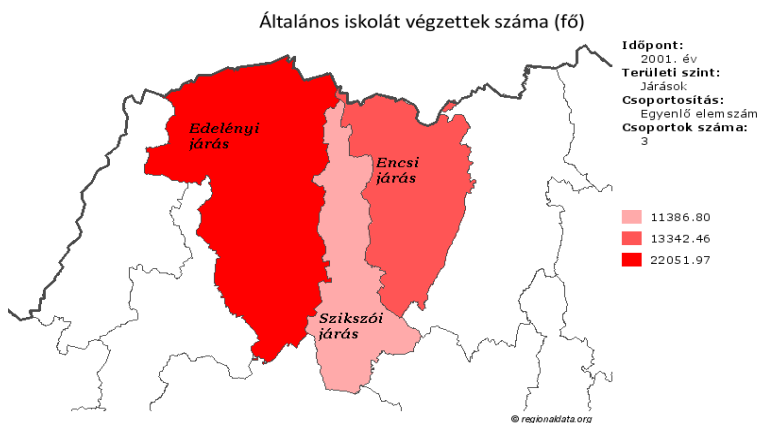 Általános iskolát végzettek száma (fő)
Időpont:
2001. év
Területi szint:
Járások
Csoportosítás:
Egyenlő elemszám
Csoportok száma:
3
Edelényi
járás
Encsi
járás
Szikszói
járás
11386.80
13342.46
22051.97
© regionaldata.org